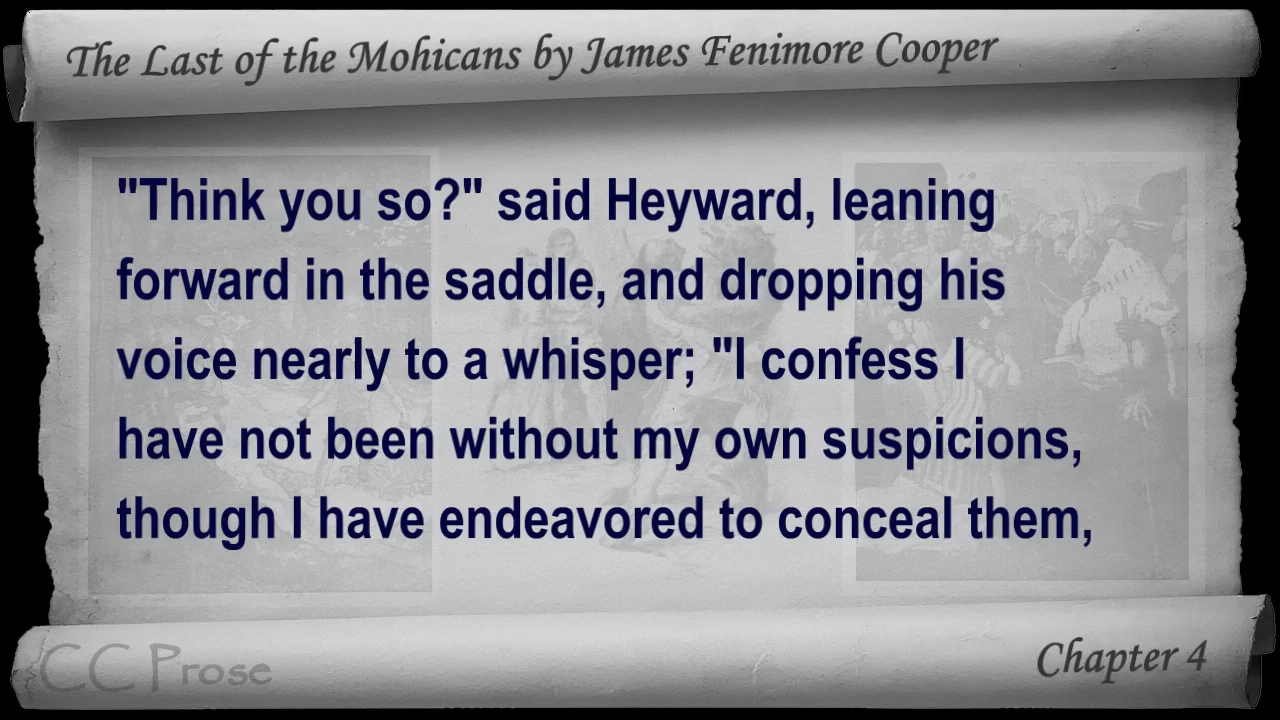 The Last of the Mohicans by James Fenimore Cooper
"Think you so?" said Heyward, leaning
forward in the saddle, and dropping his
voice nearly to a whisper; "I confess I
have not been without my own suspicions,
though I have endeavored to conceal them,
CC Prose
Chapter 4